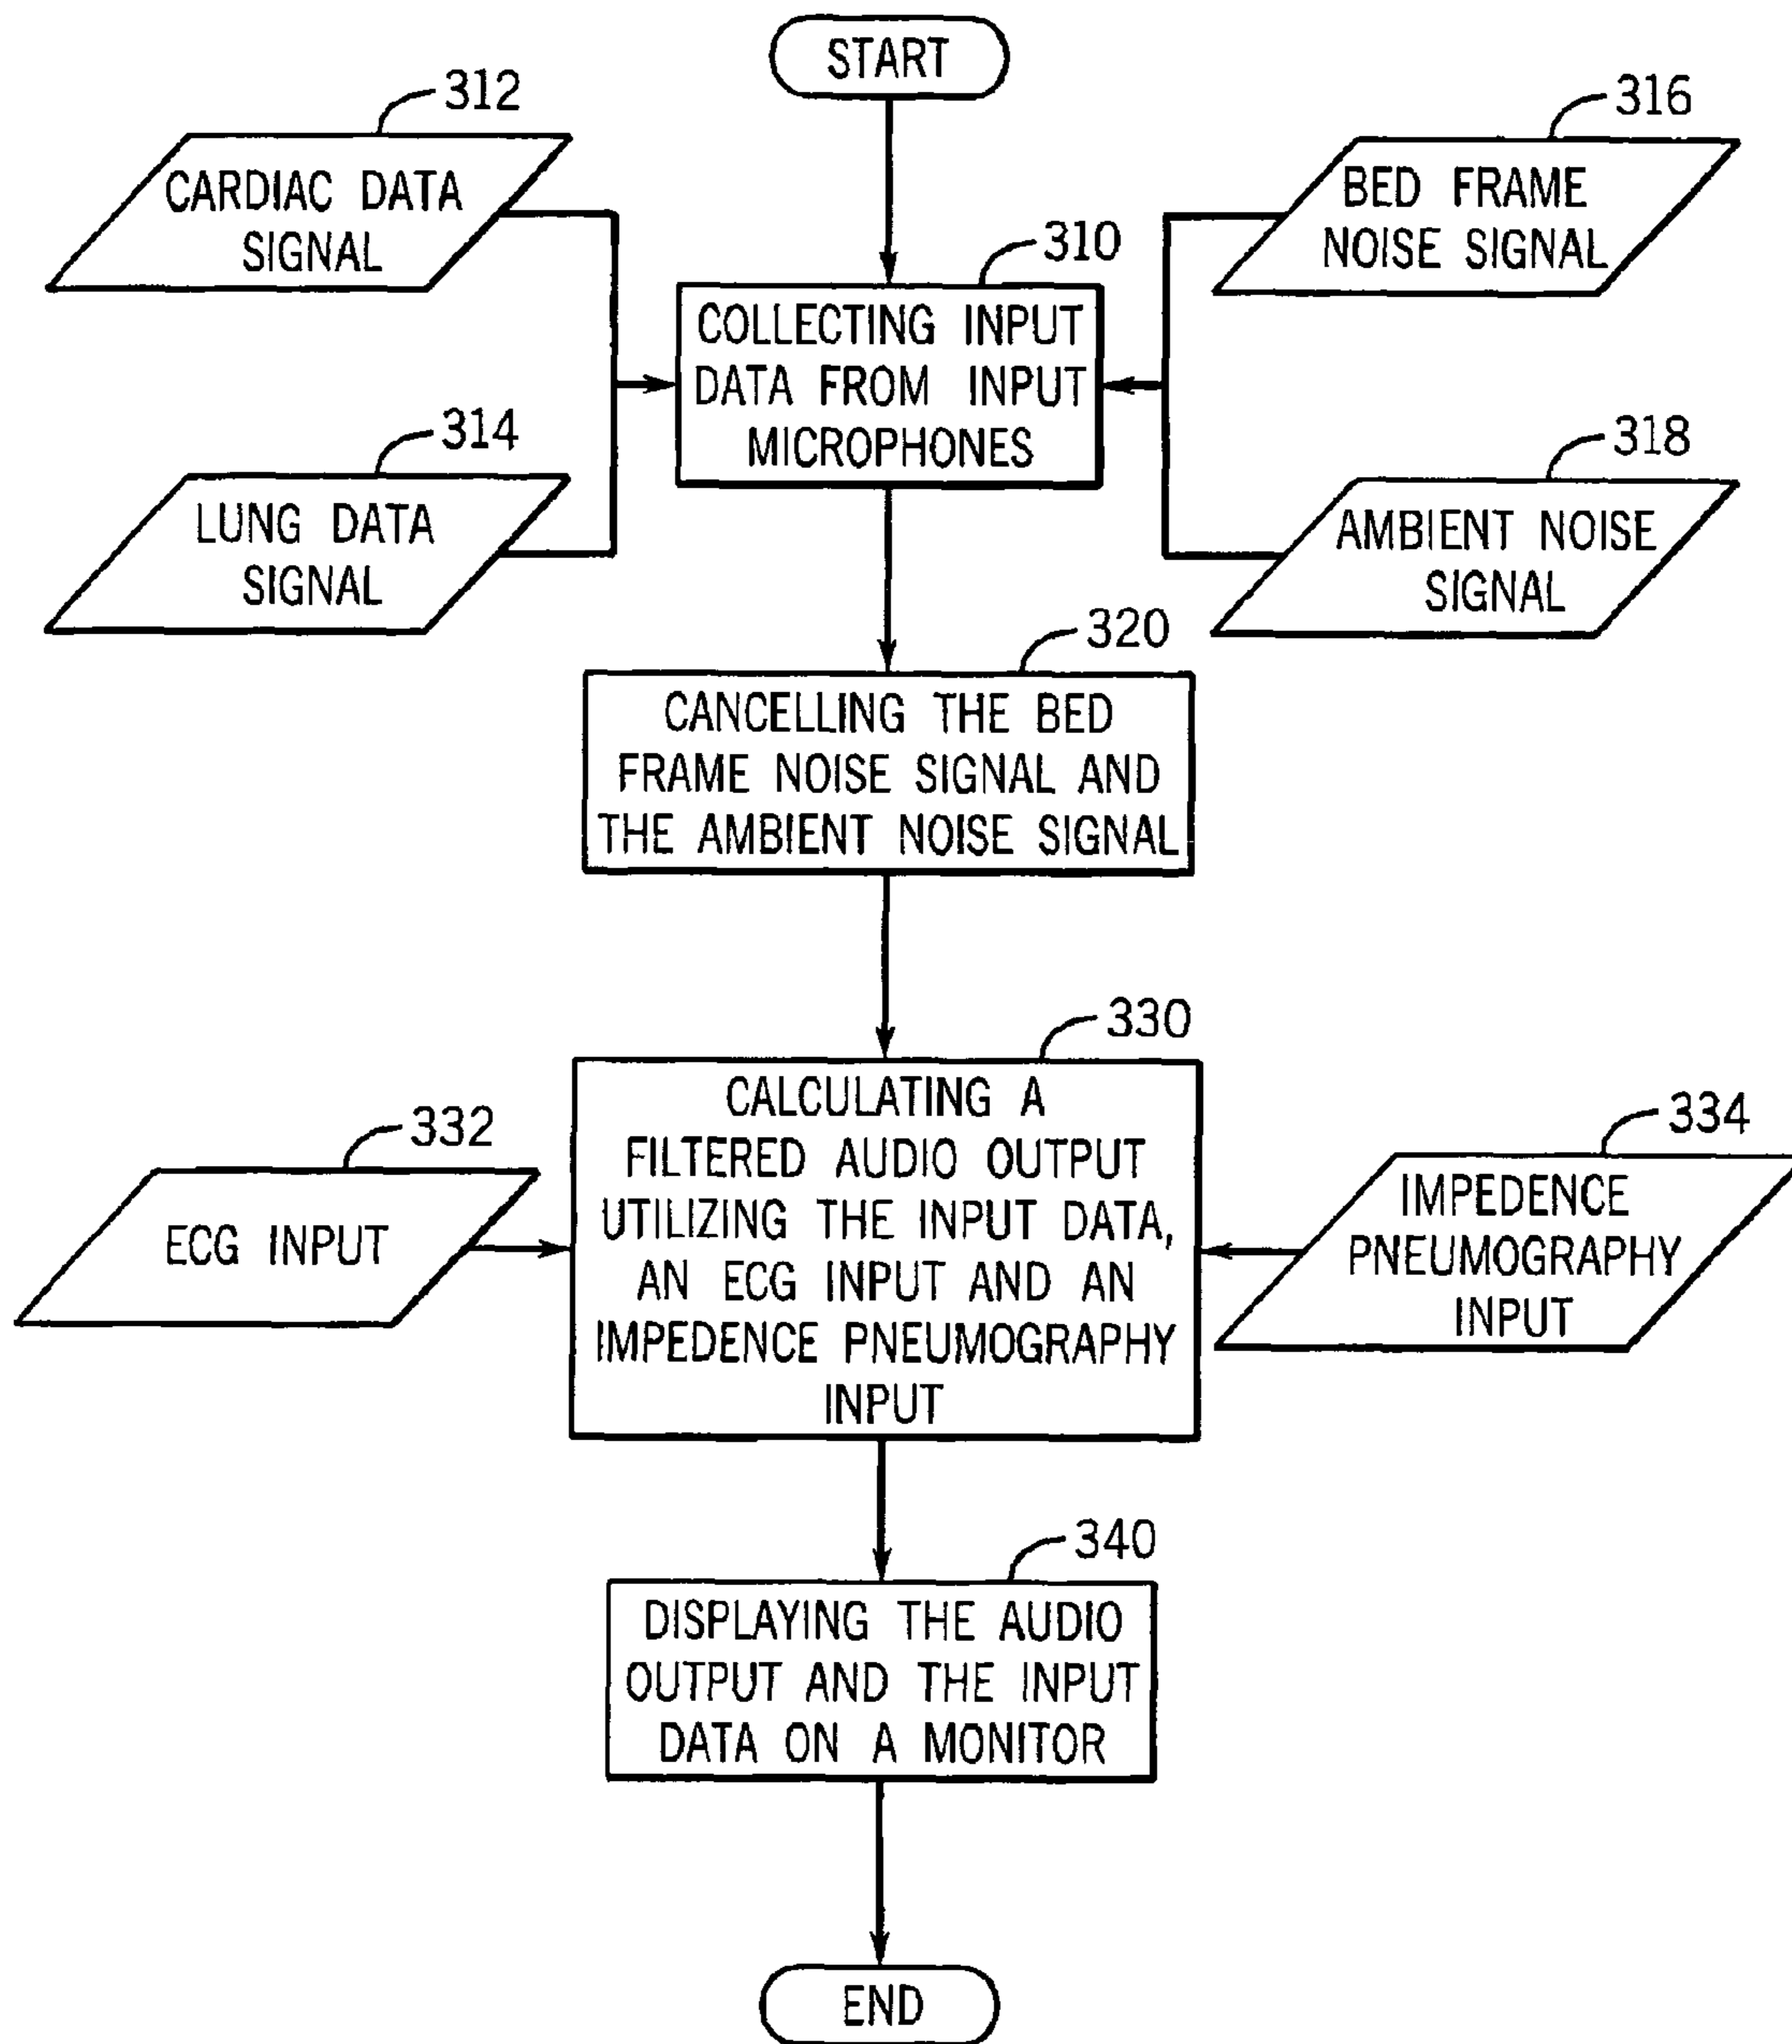 START
312
CARDIAC DATA
SIGNAL
316
BED FRAME
NOISE SIGNAL
310
COLLECTING INPUT
DATA FROM INPUT
MICROPHONES
314
LUNG DATA
SIGNAL
318
AMBIENT NOISE
SIGNAL
320
CANCELLING THE BED
FRAME NOISE SIGNAL AND
THE AMBIENT NOISE SIGNAL
330
CALCULATING A
FILTERED AUDIO OUTPUT
UTILIZING THE INPUT DATA,
AN ECG INPUT AND AN
IMPEDENCE PNEUMOGRAPHY
INPUT
332
ECG INPUT
334
IMPEDENCE
PNEUMOGRAPHY
INPUT
340
DISPLAYING THE AUDIO
OUTPUT AND THE INPUT
DATA ON A MONITOR
END